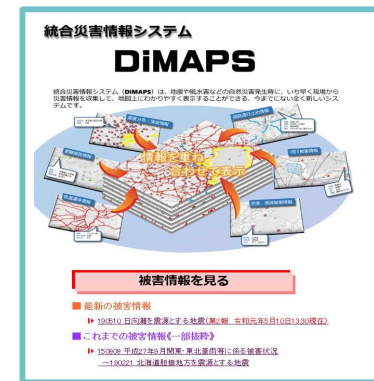 統合災害情報システム
DiMAPS
統合災害情報システム(DiMAPS)は、地震や風水害などの自然災害発生時に、いち早く現場から
災害情報を収集して、地図上にわかりやすく表示することができる、今までにない全く新しいシス
テムです。
情報を重ね
合わせて表示
被害情報を見る
■ 最新の被害情報
190510 日向灘を震源とする地震(第2報 令和元年5月10日13:30現在)
■ これまでの被害情報《一部抜粋》
150909 平成27年9月関東・東北豪雨等に係る被害状況
～190221 北海道胆振地方を震源とする地震